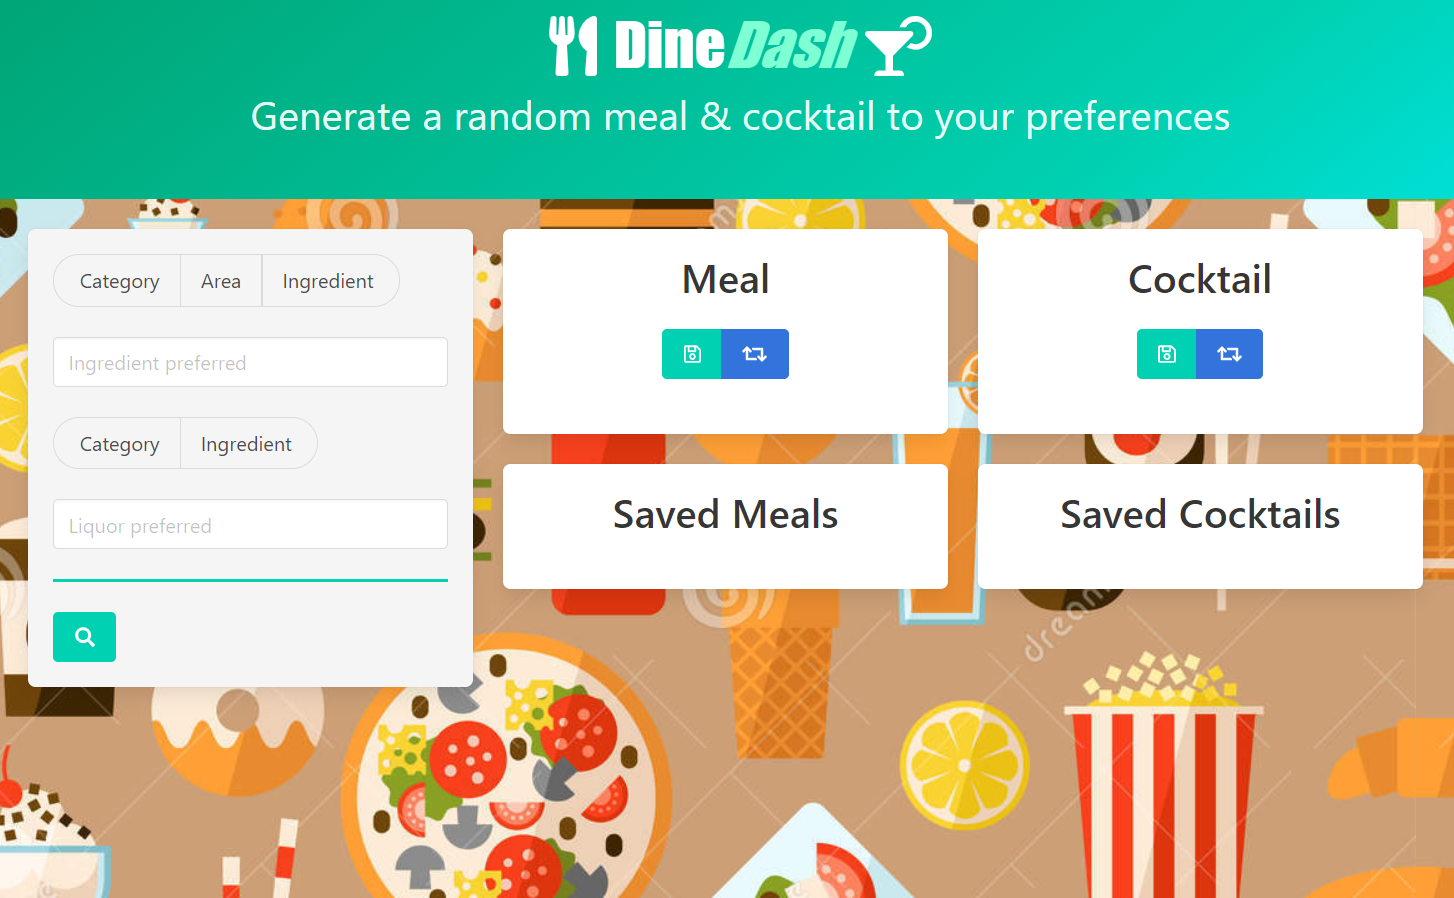 Dine Dash
Generate a random meal & cocktail to your preferences
Category Area Ingredient
Ingredient preferred
Category Ingredient
Liquor preferred
Meal
Cocktail
Saved Meals
Saved Cocktails